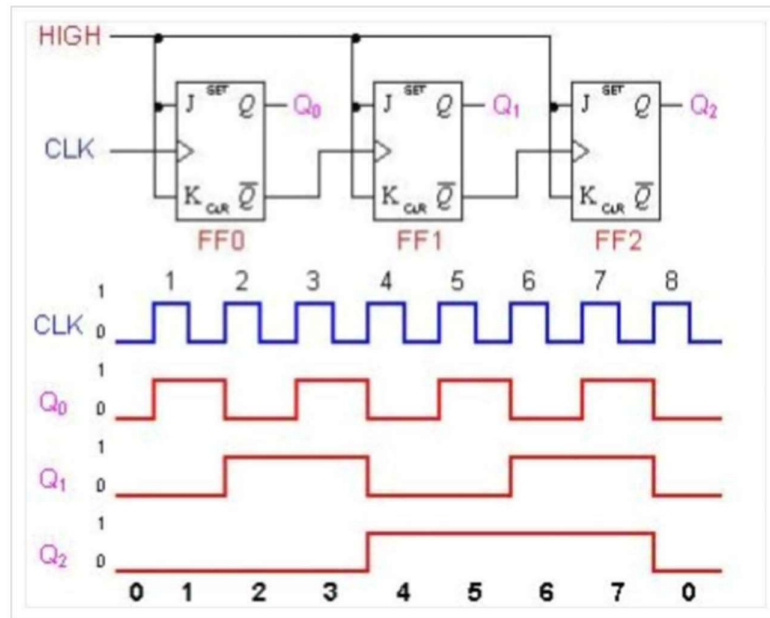 HIGH
J SET Q Q0 J SET Q Q1 J SET Q Q2
CLK
K CLR Q̅ K CLR Q̅ K CLR Q̅
FF0 FF1 FF2
1 2 3 4 5 6 7 8
1
CLK 0
1
Q0 0
1
Q1 0
1
Q2 0
0 1 2 3 4 5 6 7 0